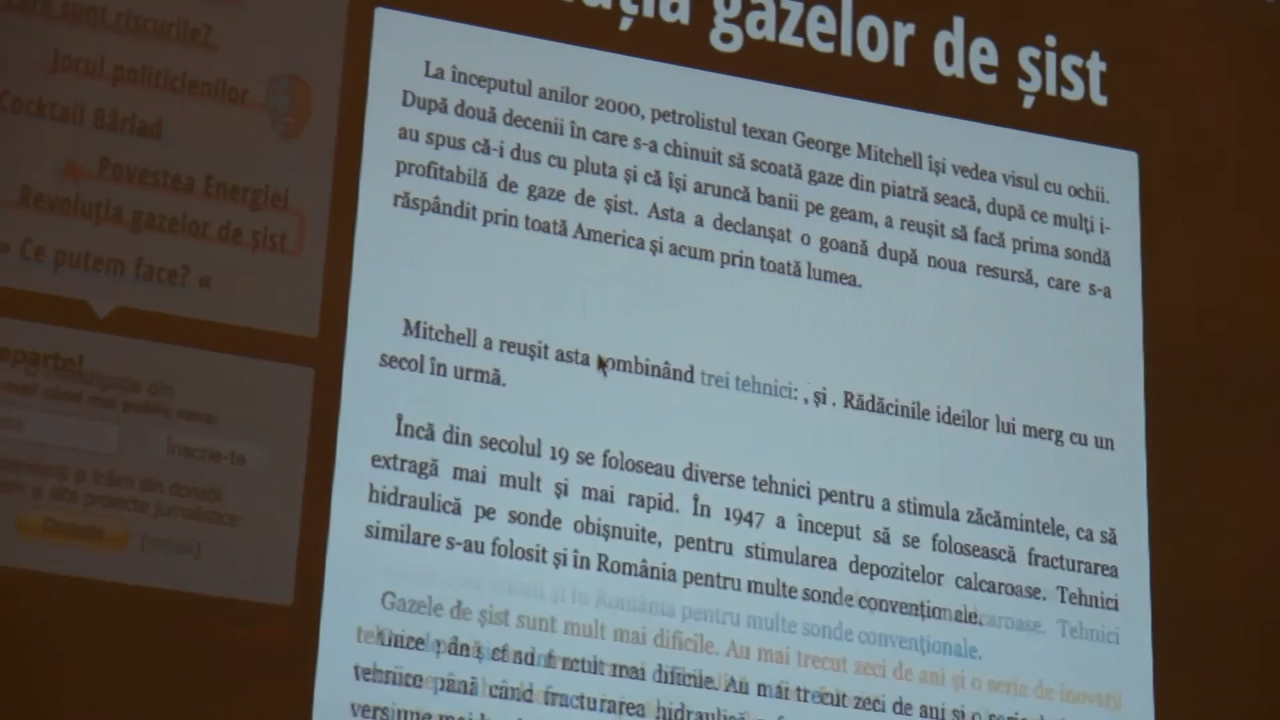 sunt riscurile?
Jocul politicienilor
Cocktail Bârlad
Povestea Energiei
Revoluția gazelor de șist
» Ce putem face? «
Înscrie-te
gazelor de șist
La începutul anilor 2000, petrolistul texan George Mitchell își vedea visul cu ochii.
După două decenii în care s-a chinuit să scoată gaze din piatră seacă, după ce mulți i-
au spus că-i dus cu pluta și că își aruncă banii pe geam, a reușit să facă prima sondă
profitabilă de gaze de șist. Asta a declanșat o goană după noua resursă, care s-a
răspândit prin toată America și acum prin toată lumea.
Mitchell a reușit asta combinând trei tehnici: , și . Rădăcinile ideilor lui merg cu un
secol în urmă.
Încă din secolul 19 se foloseau diverse tehnici pentru a stimula zăcămintele, ca să
extragă mai mult și mai rapid. În 1947 a început să se folosească fracturarea
hidraulică pe sonde obișnuite, pentru stimularea depozitelor calcaroase. Tehnici
similare s-au folosit și în România pentru multe sonde convenționale.
Gazele de șist sunt mult mai dificile. Au mai trecut zeci de ani și o serie de inovații
tehnice până când fracturarea hidraulică